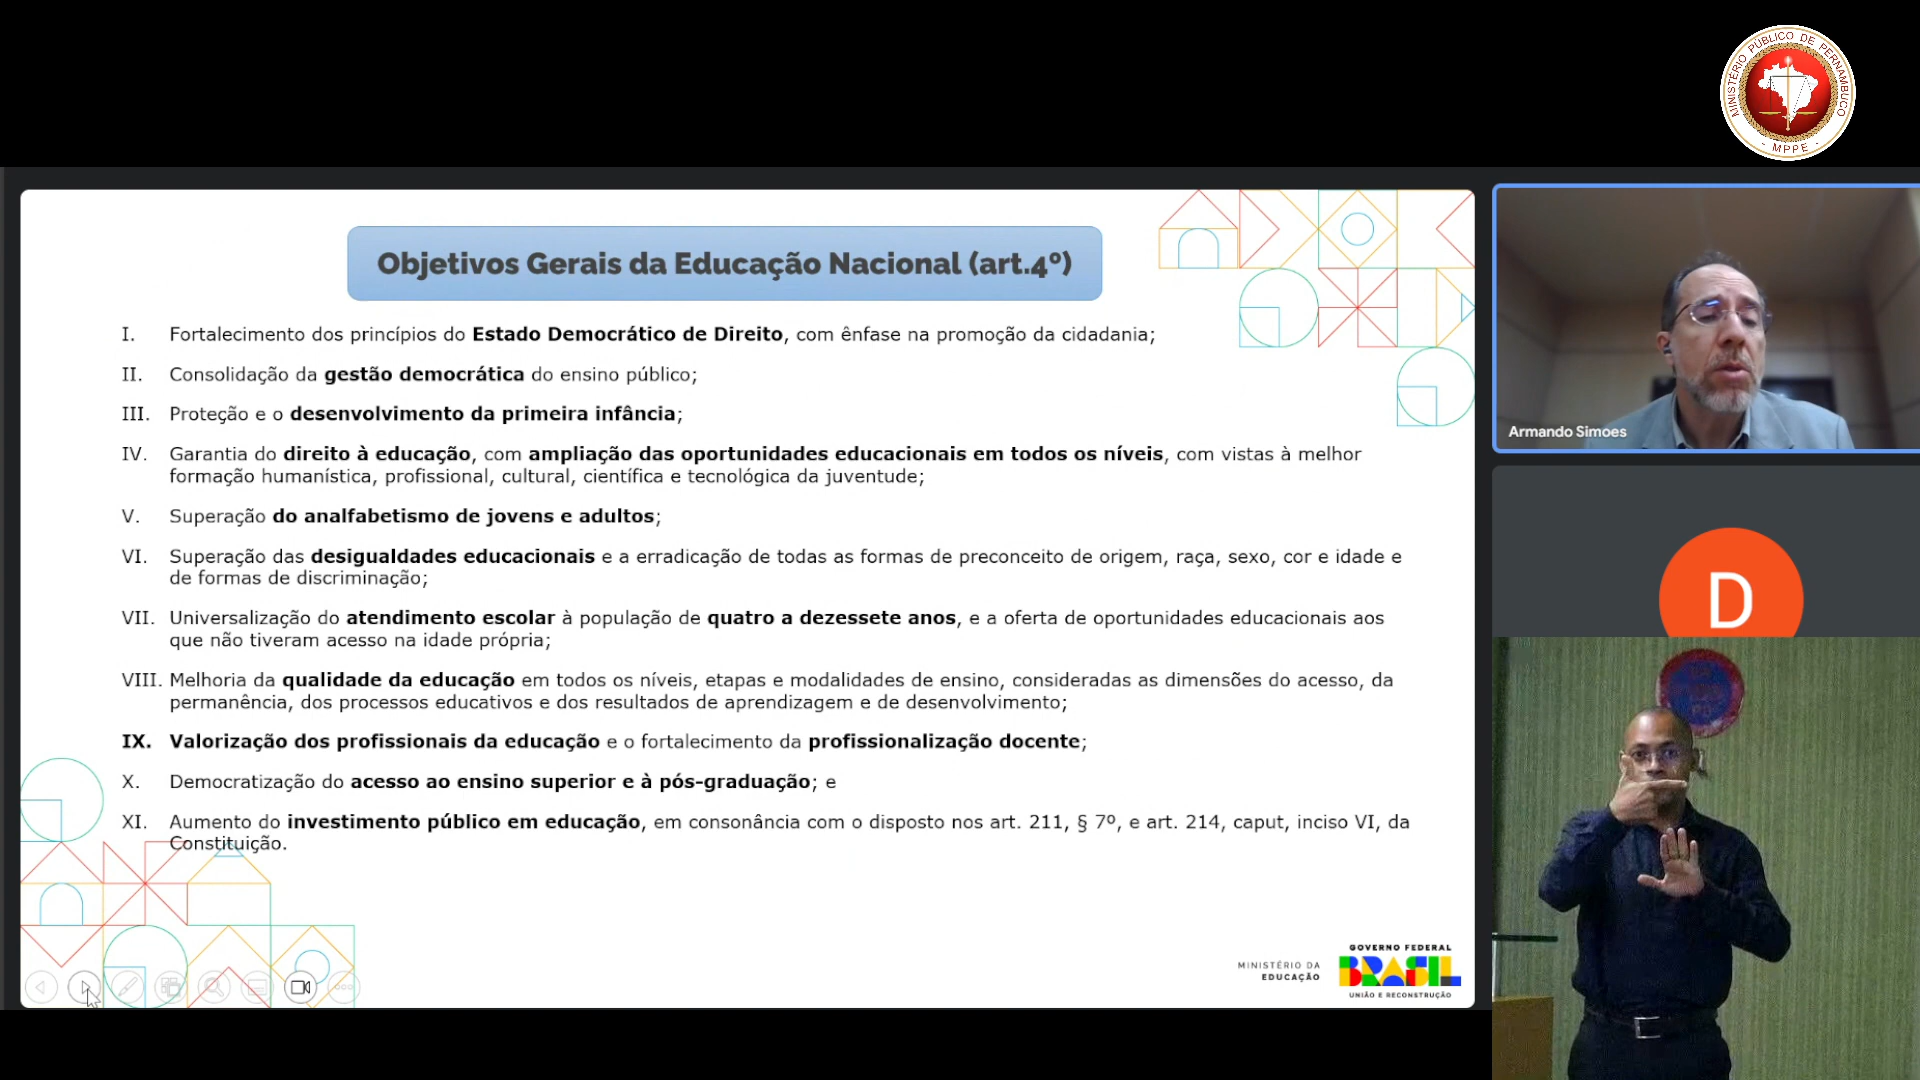 MINISTÉRIO PÚBLICO DE PERNAMBUCO
- MPPE -
Objetivos Gerais da Educação Nacional (art.4º)
I. Fortalecimento dos princípios do Estado Democrático de Direito, com ênfase na promoção da cidadania;
II. Consolidação da gestão democrática do ensino público;
III. Proteção e o desenvolvimento da primeira infância;
IV. Garantia do direito à educação, com ampliação das oportunidades educacionais em todos os níveis, com vistas à melhor
formação humanística, profissional, cultural, científica e tecnológica da juventude;
V. Superação do analfabetismo de jovens e adultos;
VI. Superação das desigualdades educacionais e a erradicação de todas as formas de preconceito de origem, raça, sexo, cor e idade e
de formas de discriminação;
VII. Universalização do atendimento escolar à população de quatro a dezessete anos, e a oferta de oportunidades educacionais aos
que não tiveram acesso na idade própria;
VIII. Melhoria da qualidade da educação em todos os níveis, etapas e modalidades de ensino, consideradas as dimensões do acesso, da
permanência, dos processos educativos e dos resultados de aprendizagem e de desenvolvimento;
IX. Valorização dos profissionais da educação e o fortalecimento da profissionalização docente;
X. Democratização do acesso ao ensino superior e à pós-graduação; e
XI. Aumento do investimento público em educação, em consonância com o disposto nos art. 211, § 7º, e art. 214, caput, inciso VI, da
Constituição.
MINISTÉRIO DA
EDUCAÇÃO
GOVERNO FEDERAL
BRASIL
UNIÃO E RECONSTRUÇÃO
Armando Simoes
D